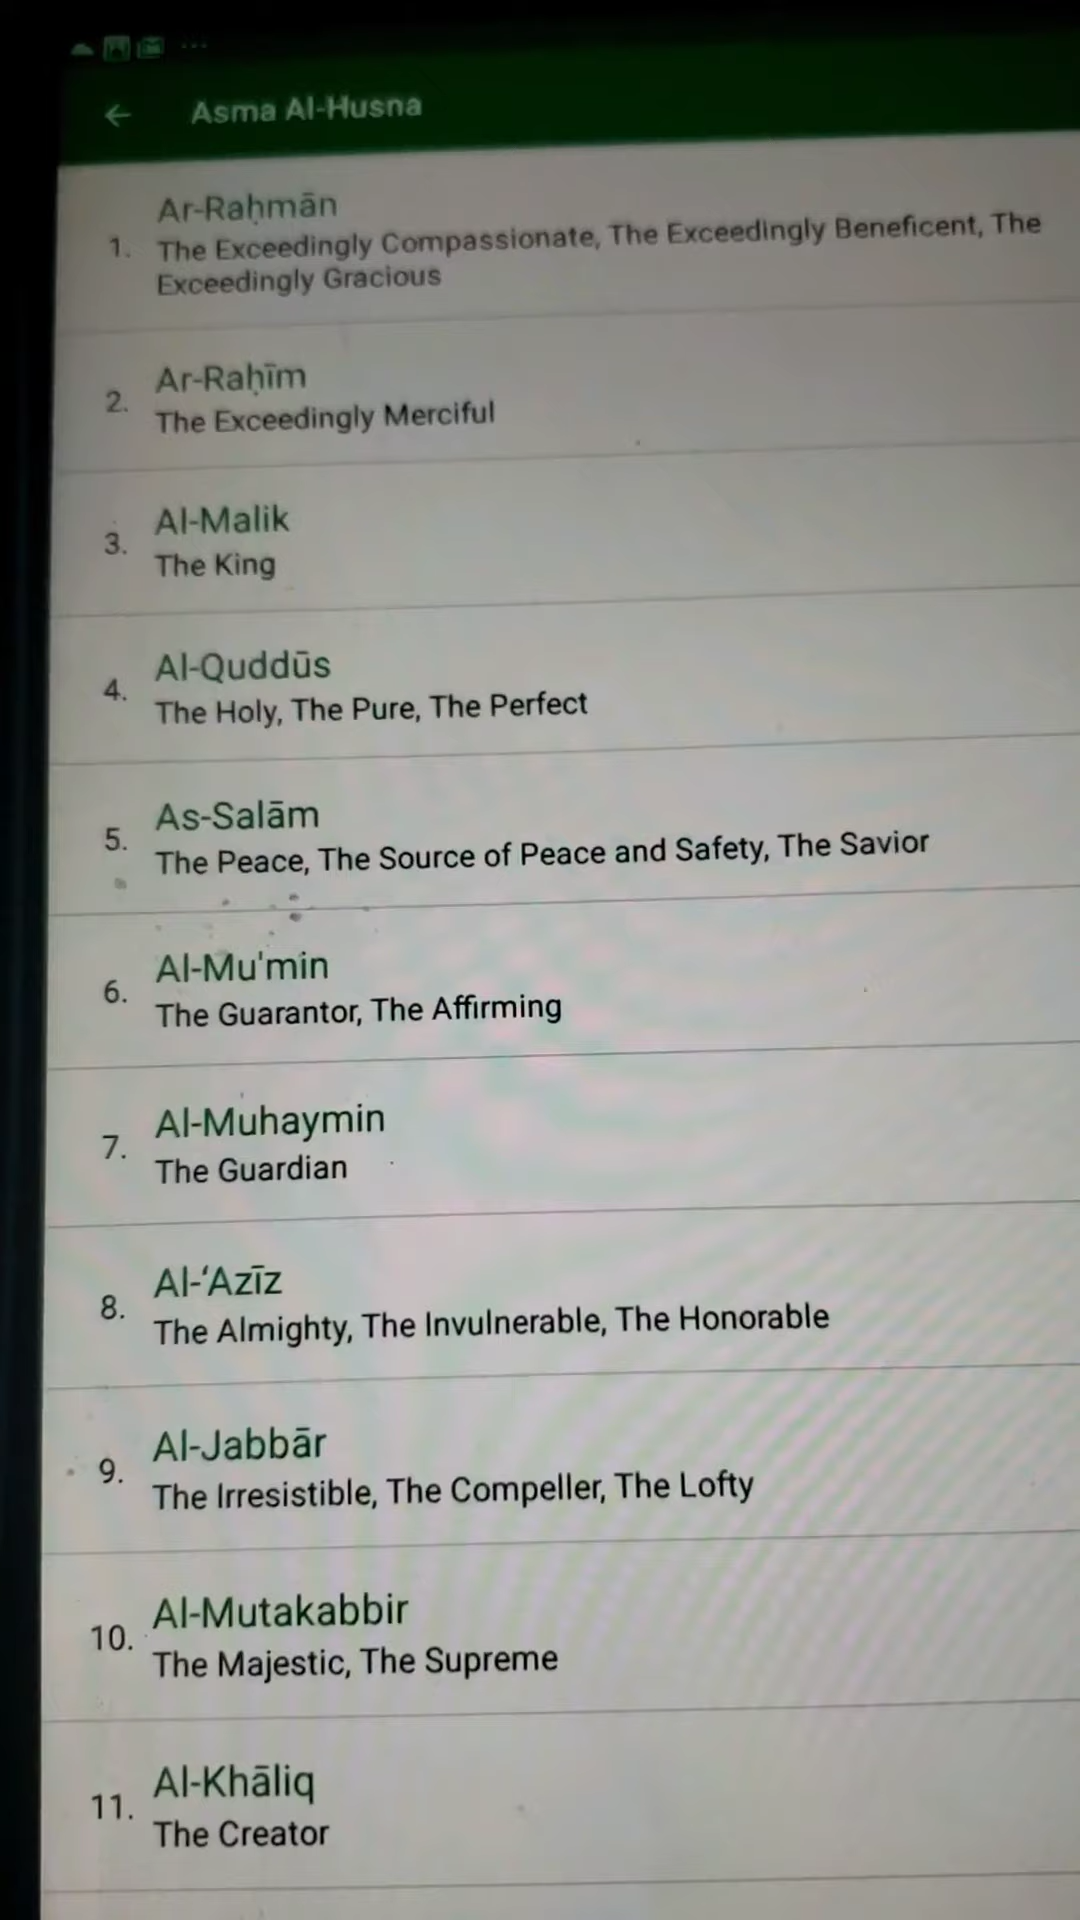 Asma Al-Husna
Ar-Raḥmān
1. The Exceedingly Compassionate, The Exceedingly Beneficent, The
Exceedingly Gracious
Ar-Raḥīm
2. The Exceedingly Merciful
Al-Malik
3. The King
Al-Quddūs
4. The Holy, The Pure, The Perfect
As-Salām
5. The Peace, The Source of Peace and Safety, The Savior
Al-Mu'min
6. The Guarantor, The Affirming
Al-Muhaymin
7. The Guardian
Al-‘Azīz
8. The Almighty, The Invulnerable, The Honorable
Al-Jabbār
9. The Irresistible, The Compeller, The Lofty
Al-Mutakabbir
10. The Majestic, The Supreme
Al-Khāliq
11. The Creator